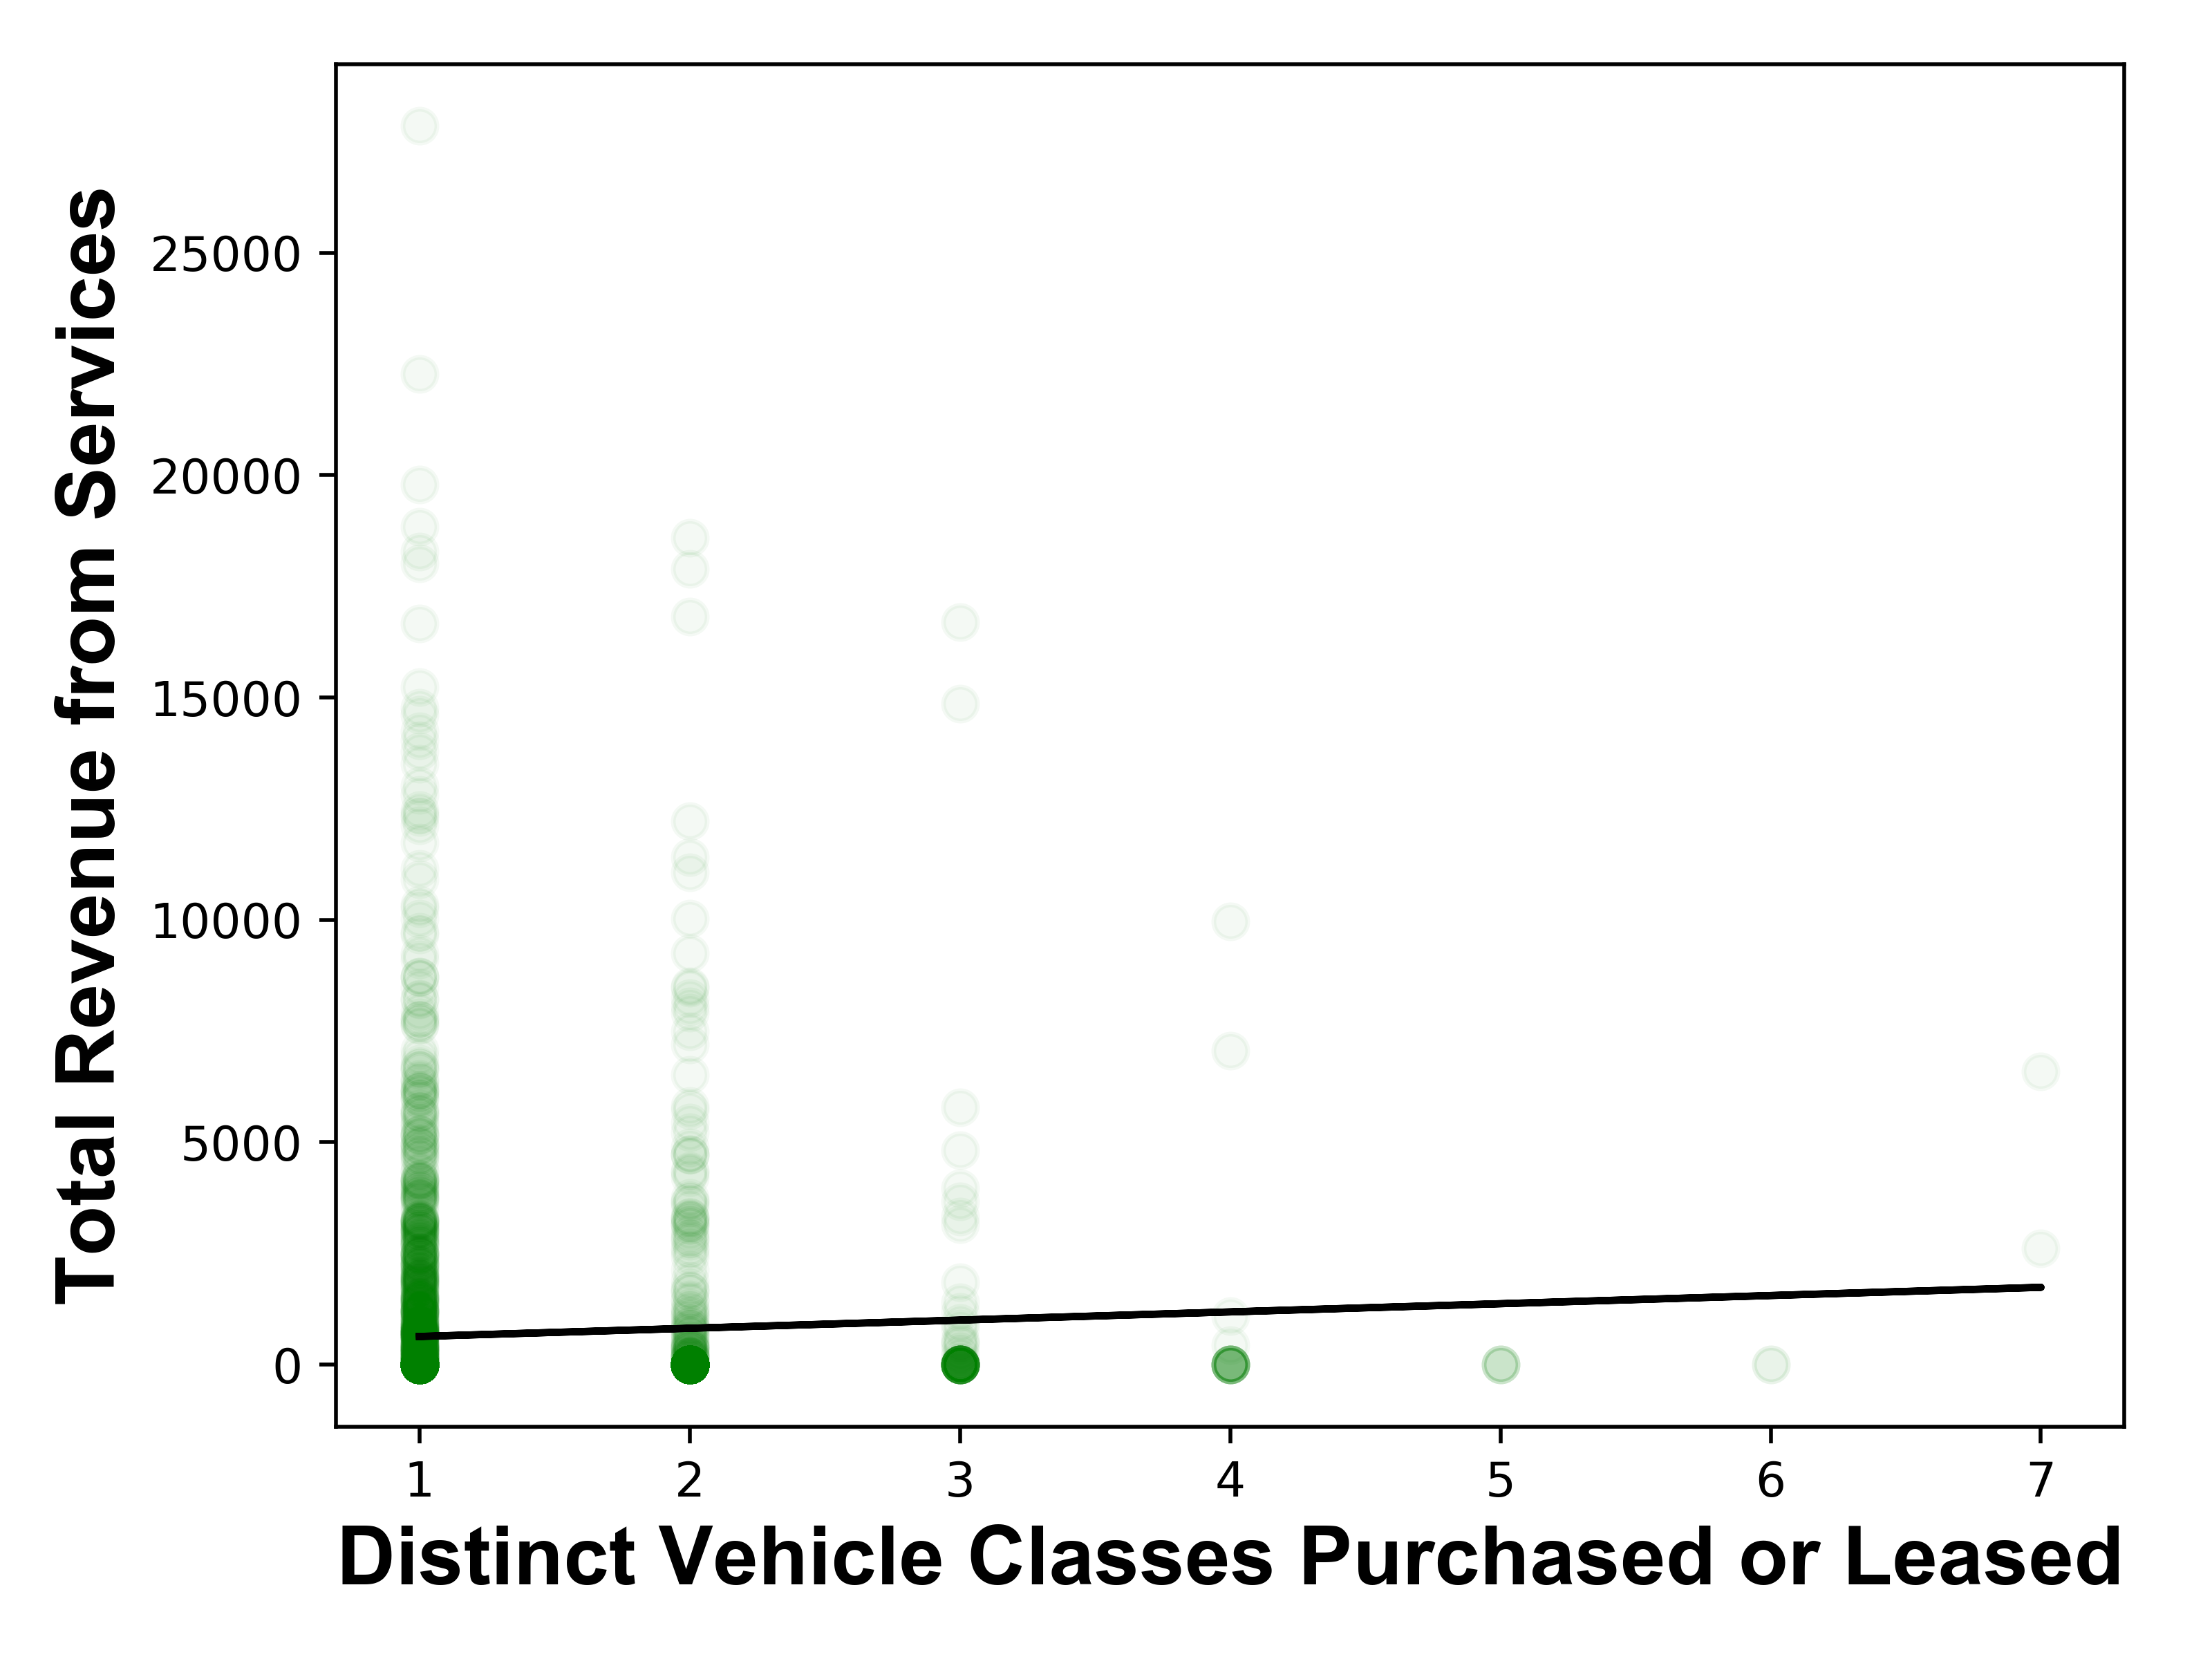 Total Revenue from Services
25000
20000
15000
10000
5000
0
1 2 3 4 5 6 7
Distinct Vehicle Classes Purchased or Leased